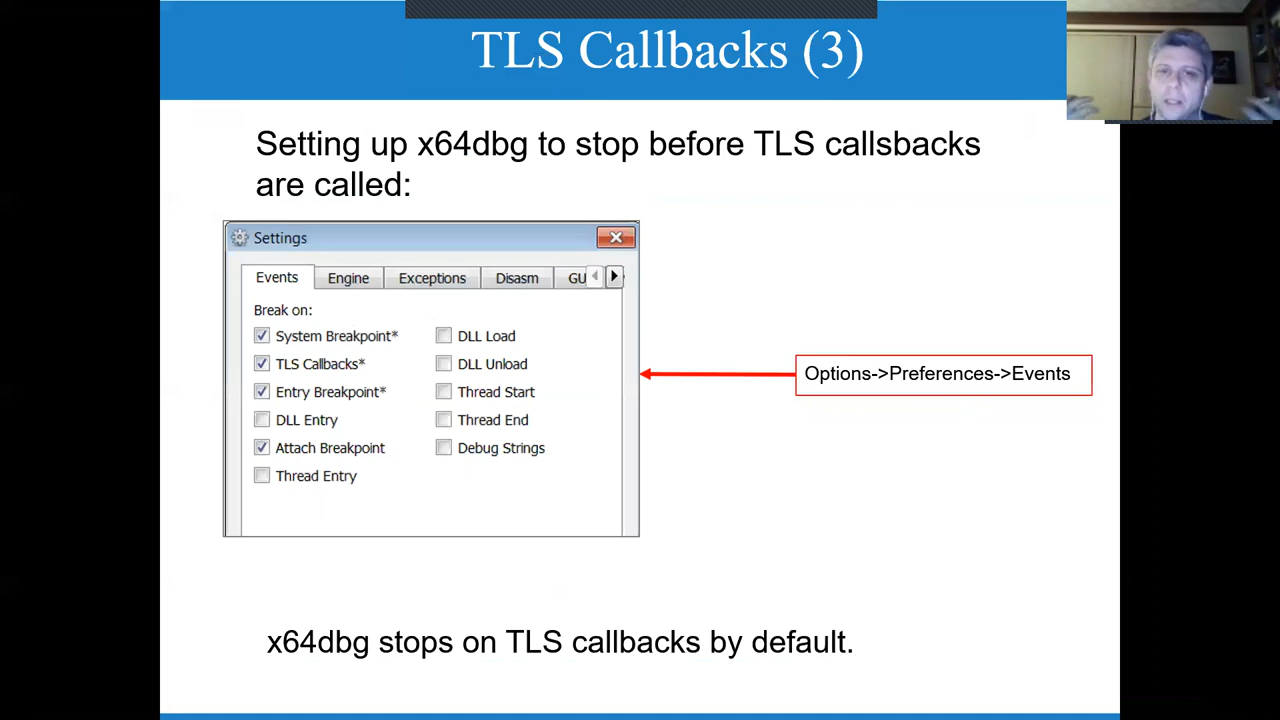 TLS Callbacks (3)
Setting up x64dbg to stop before TLS callsbacks
are called:
Settings
Events
Engine
Exceptions
Disasm
GU
Break on:
System Breakpoint*
DLL Load
TLS Callbacks*
DLL Unload
Entry Breakpoint*
Thread Start
DLL Entry
Thread End
Attach Breakpoint
Debug Strings
Thread Entry
Options->Preferences->Events
x64dbg stops on TLS callbacks by default.